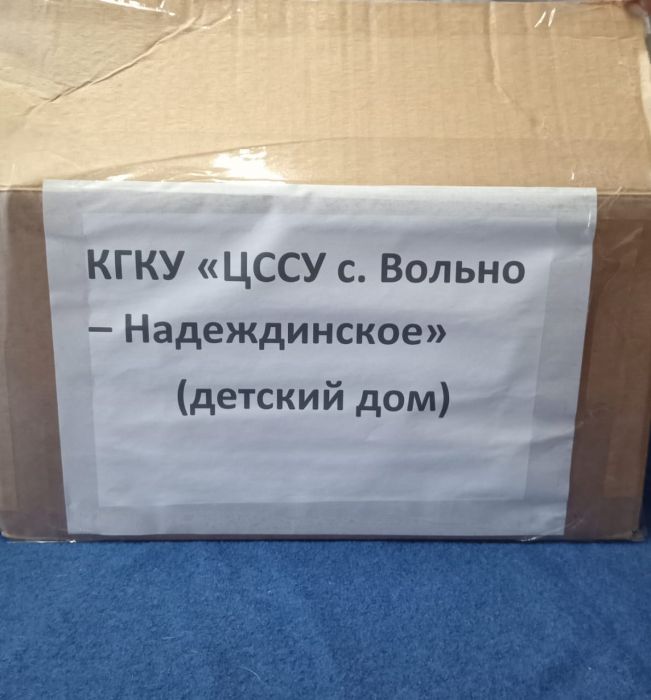 КГКУ «ЦССУ с. Вольно
– Надеждинское»
(детский дом)